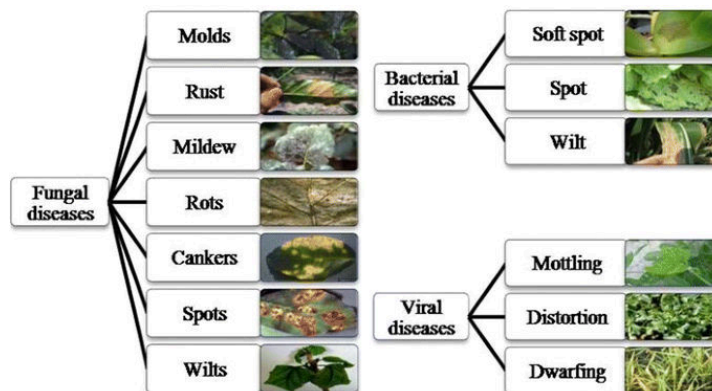 Fungal
diseases
Molds
Rust
Mildew
Rots
Cankers
Spots
Wilts
Bacterial
diseases
Soft spot
Spot
Wilt
Viral
diseases
Mottling
Distortion
Dwarfing